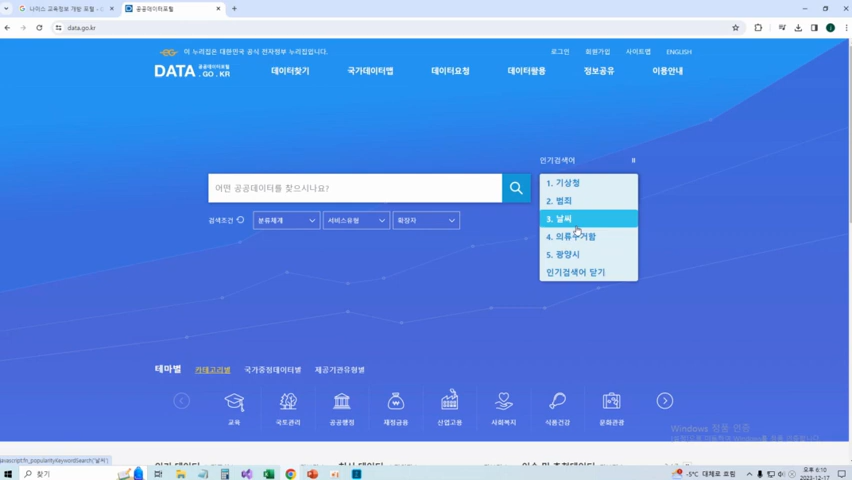 나이스 교육정보 개방 포털 - G
공공데이터포털
data.go.kr
이 누리집은 대한민국 공식 전자정부 누리집입니다.
로그인 회원가입 사이트맵 ENGLISH
DATA 공공데이터포털 .GO.KR
데이터찾기 국가데이터맵 데이터요청 데이터활용 정보공유 이용안내
인기검색어
어떤 공공데이터를 찾으시나요?
1. 기상청
2. 범죄
3. 날씨
검색조건 분류체계 서비스유형 확장자
4. 의류수거함
5. 광양시
인기검색어 닫기
테마별 카테고리별 국가중점데이터별 제공기관유형별
교육 국토관리 공공행정 재정금융 산업고용 사회복지 식품건강 문화관광
Windows 정품 인증
javascript:fn_popularityKeywordSearch('날씨')
찾기
-5°C 대체로 흐림
오후 6:10
2023-12-17